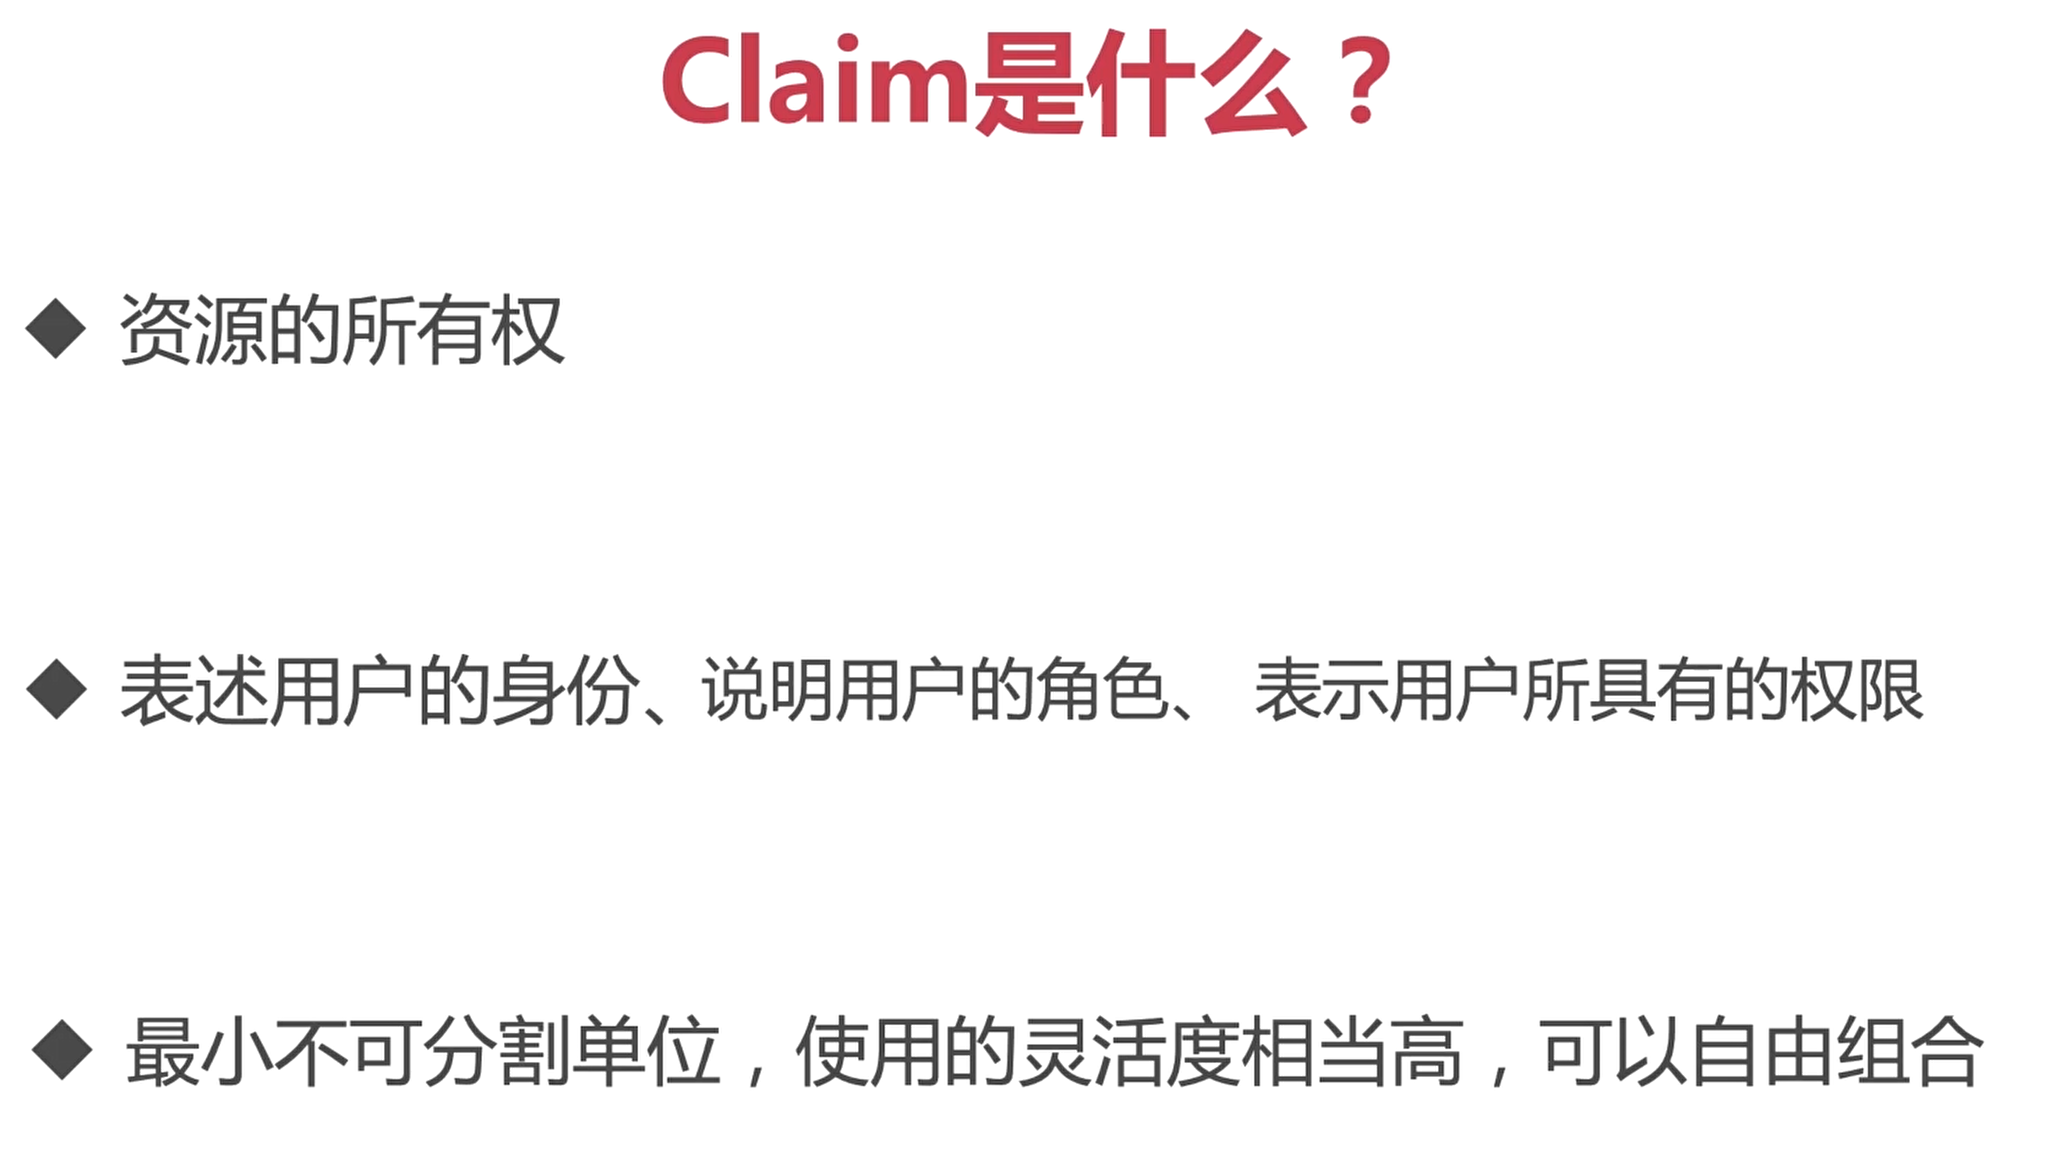 Claim是什么？
◆ 资源的所有权
◆ 表述用户的身份、说明用户的角色、 表示用户所具有的权限
◆ 最小不可分割单位，使用的灵活度相当高，可以自由组合